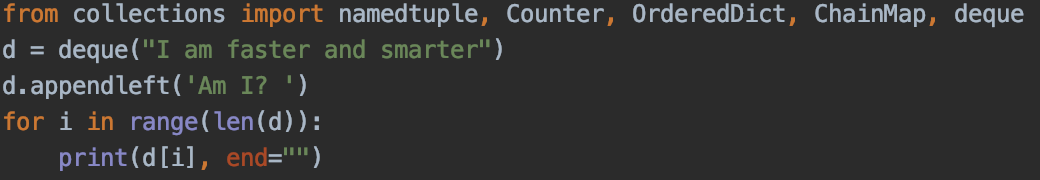 from collections import namedtuple, Counter, OrderedDict, ChainMap, deque
d = deque("I am faster and smarter")
d.appendleft('Am I? ')
for i in range(len(d)):
    print(d[i], end="")